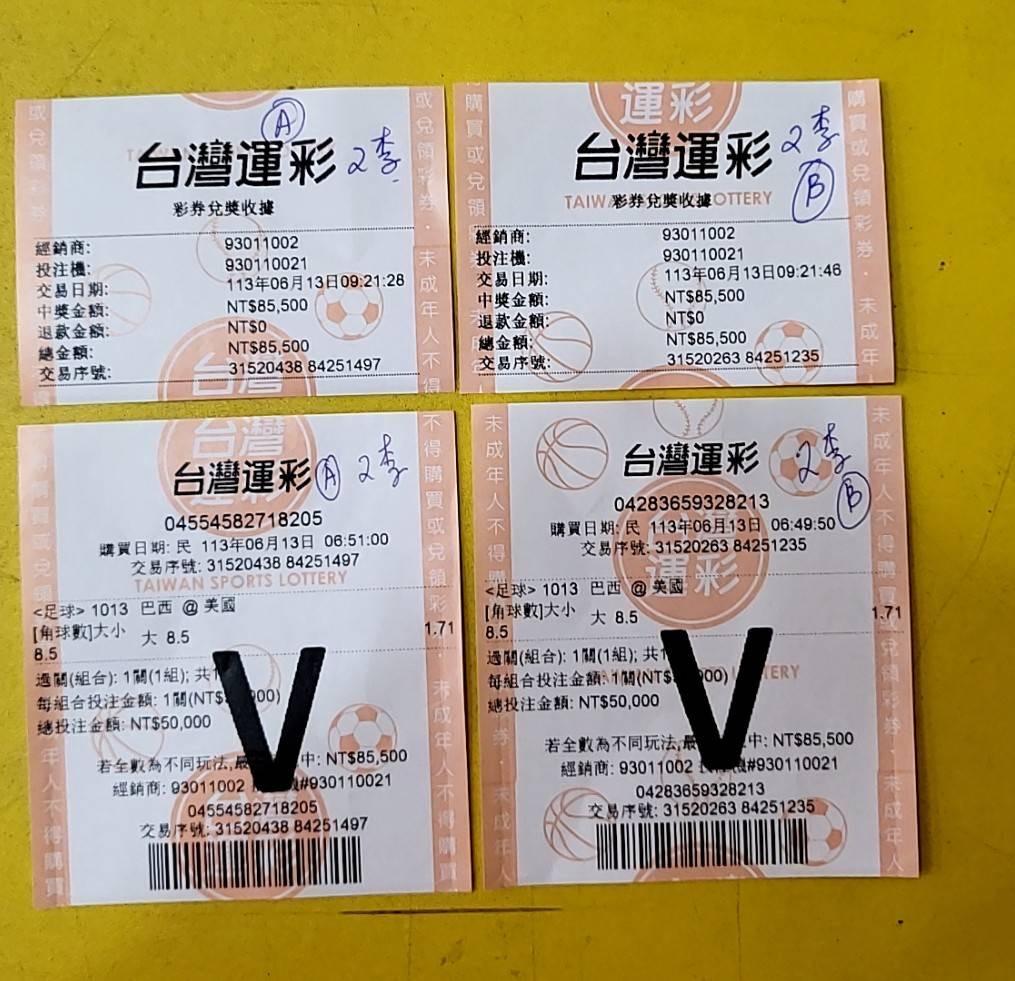 Ⓐ
台灣運彩 2李
彩券兌獎收據
經銷商: 93011002
投注機: 930110021
交易日期: 113年06月13日09:21:28
中獎金額: NT$85,500
退款金額: NT$0
總金額: NT$85,500
交易序號: 31520438 84251497
運彩
台灣運彩 2李
Ⓑ
彩券兌獎收據
經銷商: 93011002
投注機: 930110021
交易日期: 113年06月13日09:21:46
中獎金額: NT$85,500
退款金額: NT$0
總金額: NT$85,500
交易序號: 31520263 84251235
台灣運彩 Ⓐ 2李
04554582718205
購買日期: 民 113年06月13日 06:51:00
交易序號: 31520438 84251497
TAIWAN SPORTS LOTTERY
<足球> 1013 巴西 @ 美國
[角球數]大小 大 8.5 1.71
8.5
過關(組合): 1關(1組); 共1
每組合投注金額: 1關(NT$ 000)
總投注金額: NT$50,000
V
若全數為不同玩法,最 中: NT$85,500
經銷商: 93011002 #930110021
04554582718205
交易序號: 31520438 84251497
台灣運彩 2李
Ⓑ
04283659328213
購買日期: 民 113年06月13日 06:49:50
交易序號: 31520263 84251235
<足球> 1013 巴西 @ 美國
[角球數]大小 大 8.5 1.71
8.5
過關(組合): 1關(1組); 共1
每組合投注金額: 1關(NT$ 000)
總投注金額: NT$50,000
V
若全數為不同玩法,最 中: NT$85,500
經銷商: 93011002 #930110021
04283659328213
交易序號: 31520263 84251235